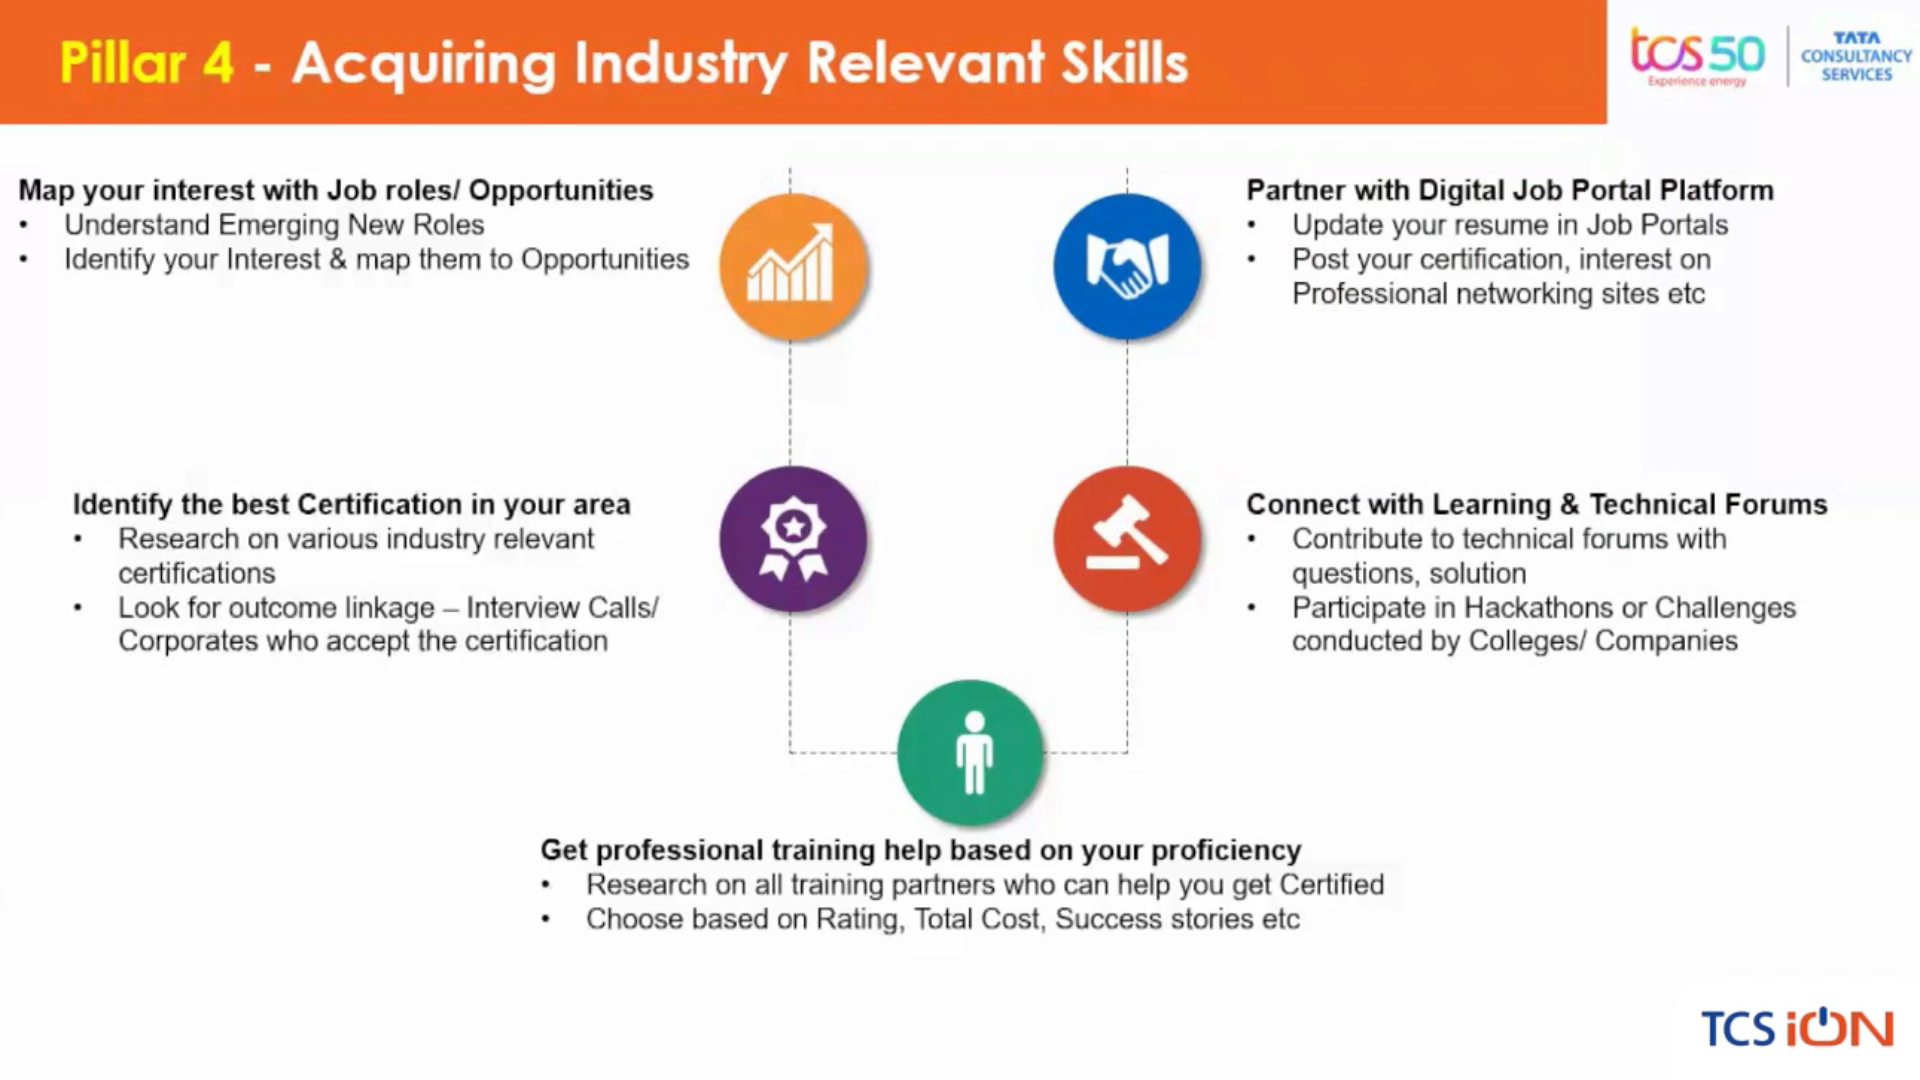 Pillar 4 - Acquiring Industry Relevant Skills
tcs 50
Experience energy
TATA
CONSULTANCY
SERVICES
Map your interest with Job roles/ Opportunities
• Understand Emerging New Roles
• Identify your Interest & map them to Opportunities
Partner with Digital Job Portal Platform
• Update your resume in Job Portals
• Post your certification, interest on
Professional networking sites etc
Identify the best Certification in your area
• Research on various industry relevant
certifications
• Look for outcome linkage – Interview Calls/
Corporates who accept the certification
Connect with Learning & Technical Forums
• Contribute to technical forums with
questions, solution
• Participate in Hackathons or Challenges
conducted by Colleges/ Companies
Get professional training help based on your proficiency
• Research on all training partners who can help you get Certified
• Choose based on Rating, Total Cost, Success stories etc
TCS iON